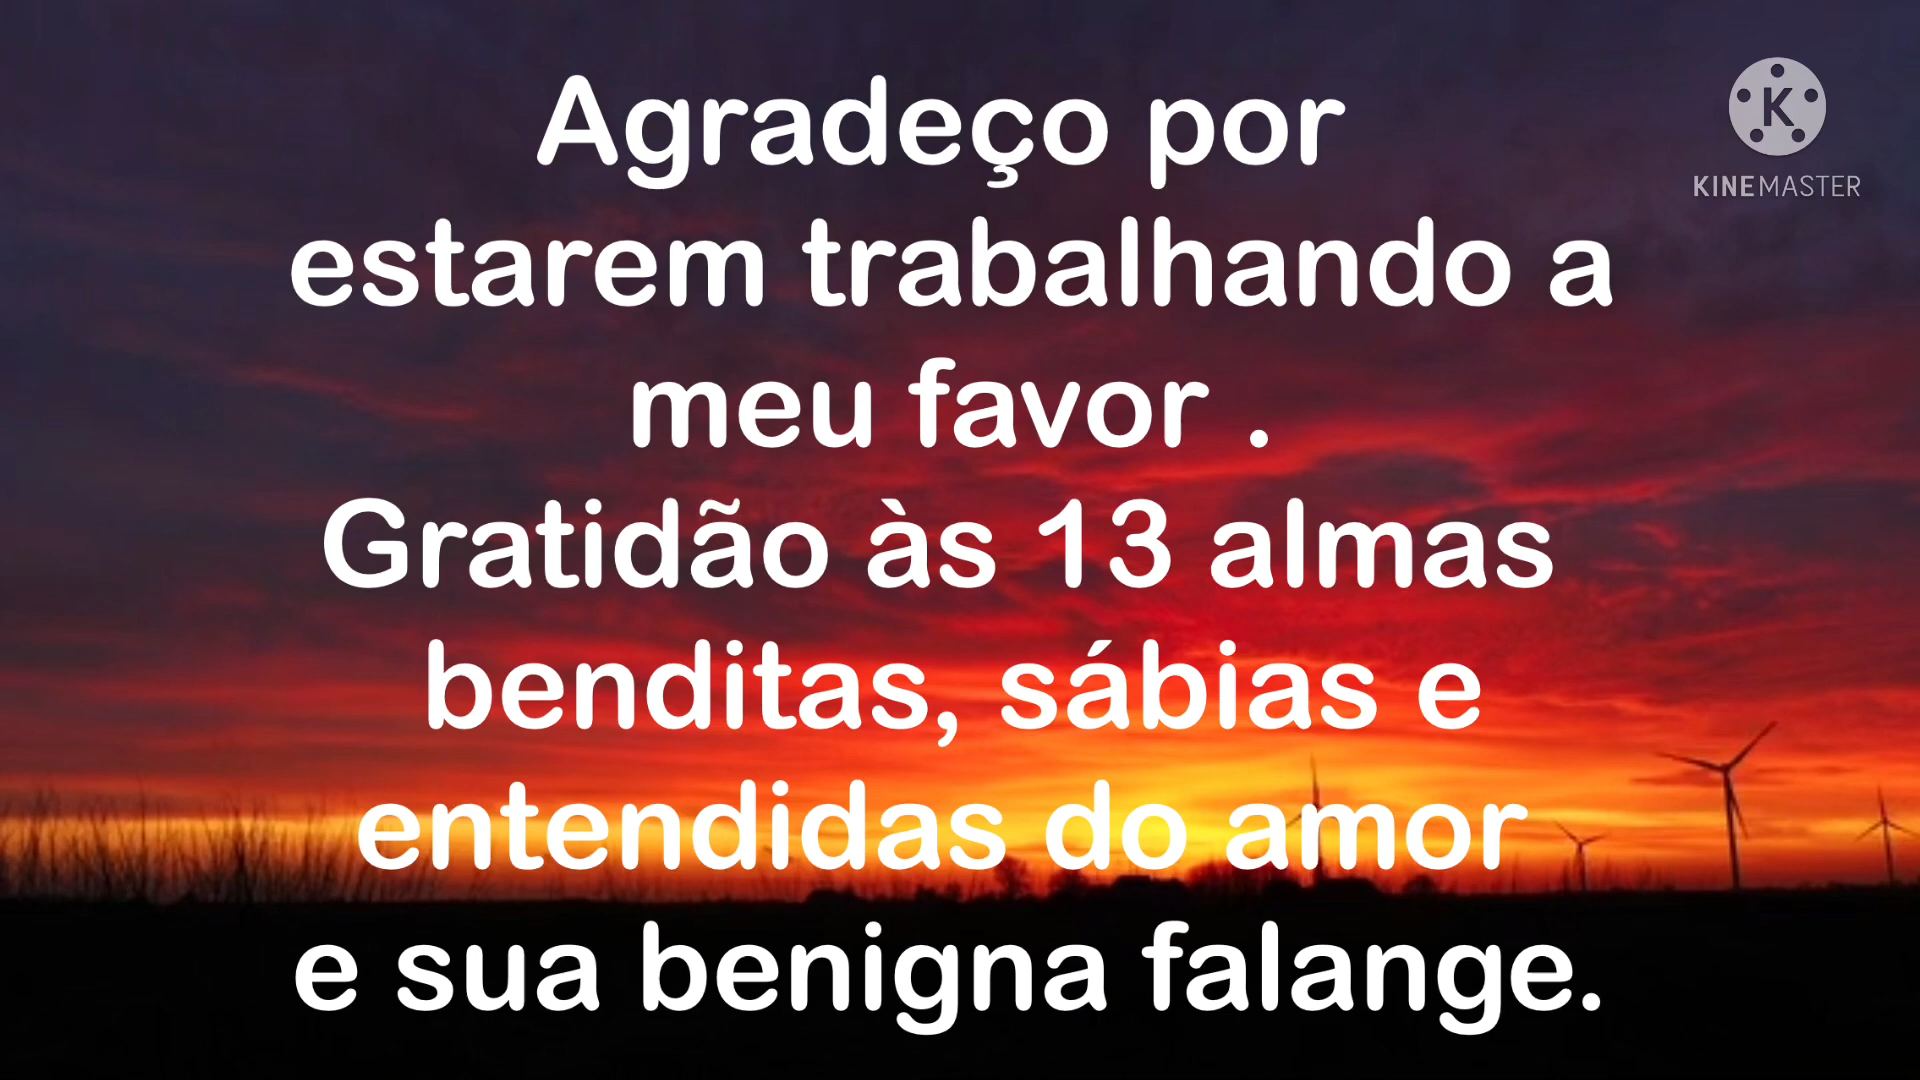 Agradeço por
estarem trabalhando a
meu favor .
Gratidão às 13 almas
benditas, sábias e
entendidas do amor
e sua benigna falange.
K
KINEMASTER